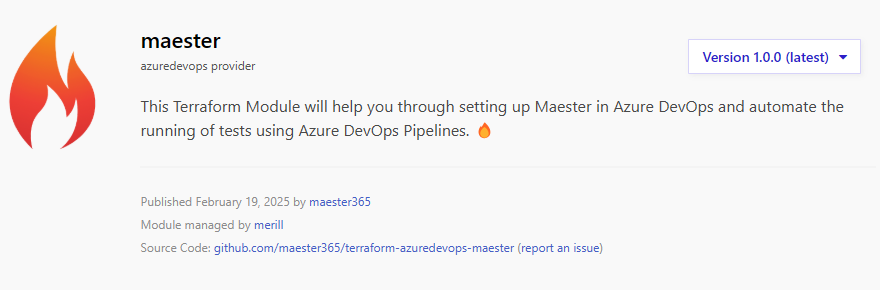 maester
azuredevops provider
Version 1.0.0 (latest)
This Terraform Module will help you through setting up Maester in Azure DevOps and automate the
running of tests using Azure DevOps Pipelines. 🔥
Published February 19, 2025 by maester365
Module managed by merill
Source Code: github.com/maester365/terraform-azuredevops-maester (report an issue)